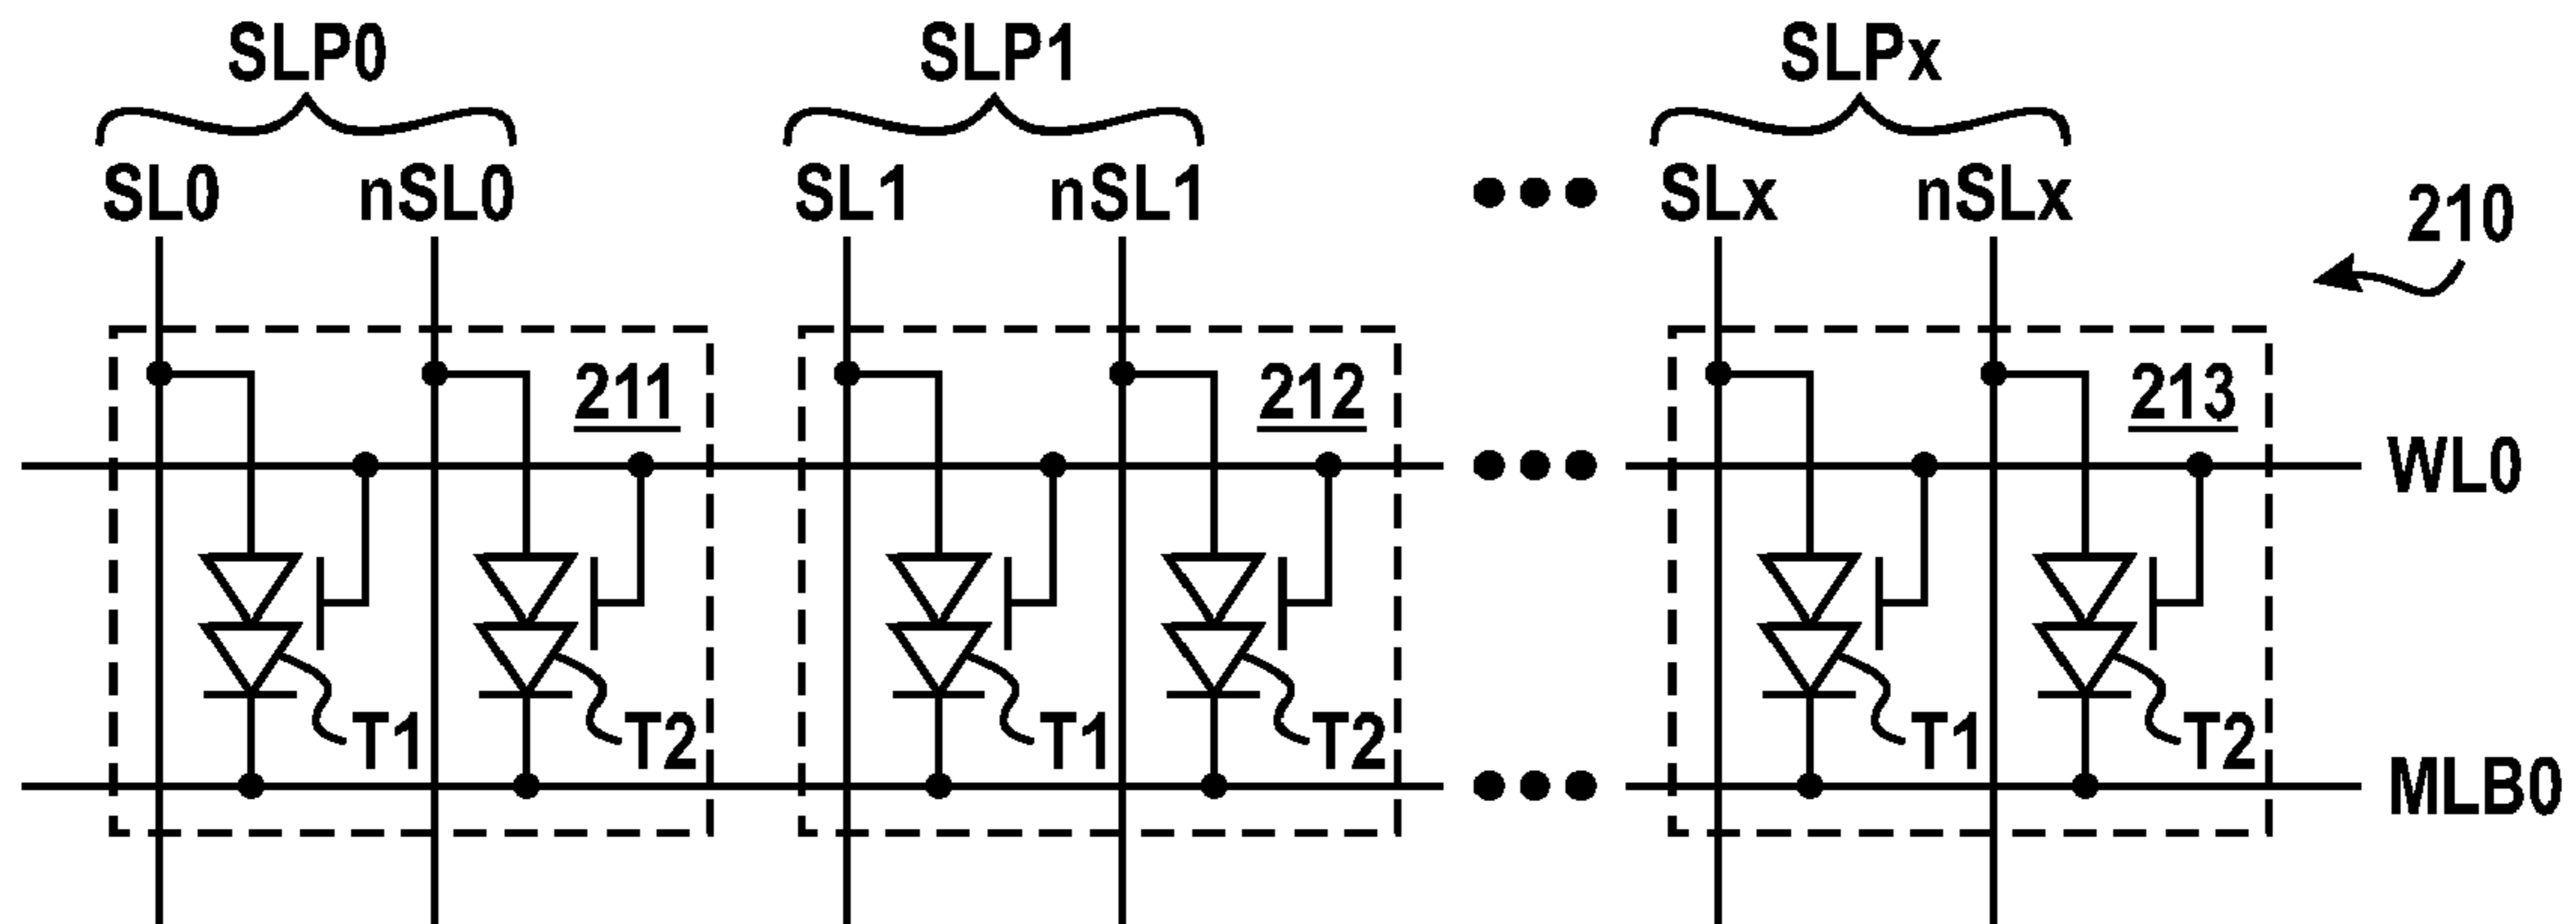 SLP0 SLP1 SLPx
SL0 nSL0 SL1 nSL1 SLx nSLx
210
211 212 213
WL0
T1 T2 T1 T2 T1 T2
MLB0